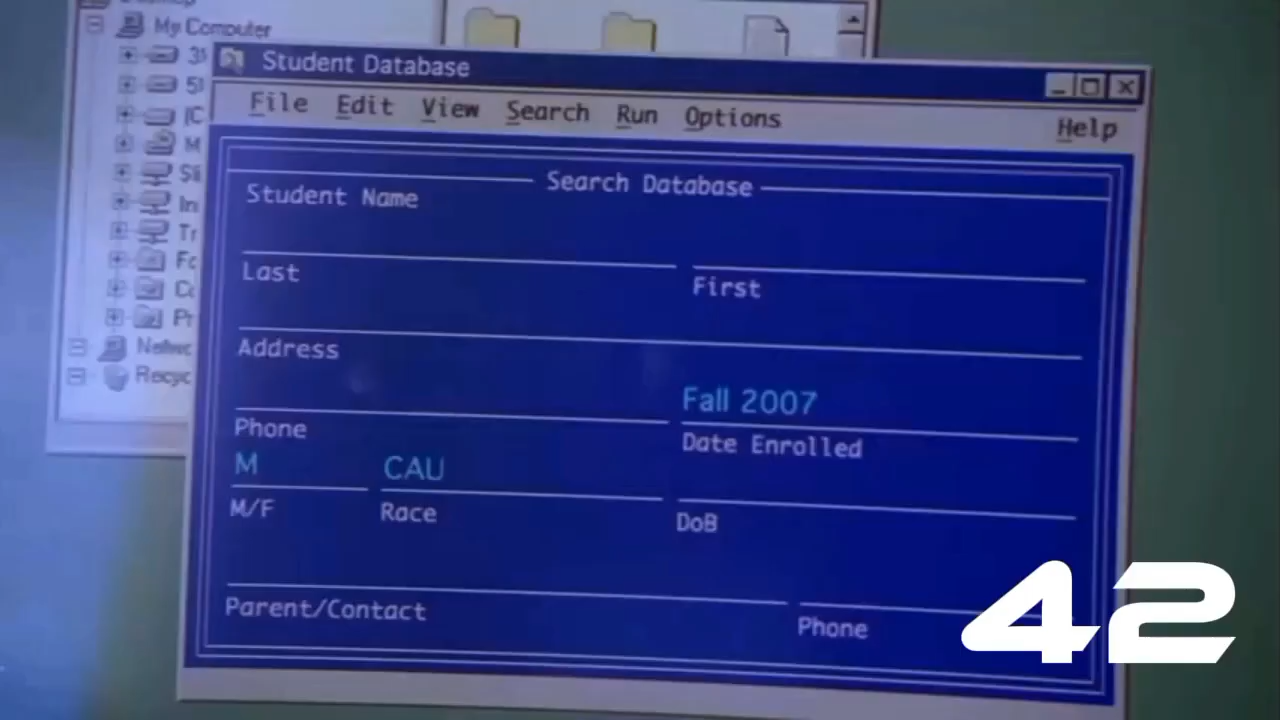 My Computer
Student Database
File Edit View Search Run Options Help
Search Database
Student Name
Last First
Address
Fall 2007
Phone Date Enrolled
M CAU
M/F Race DoB
Parent/Contact Phone
42